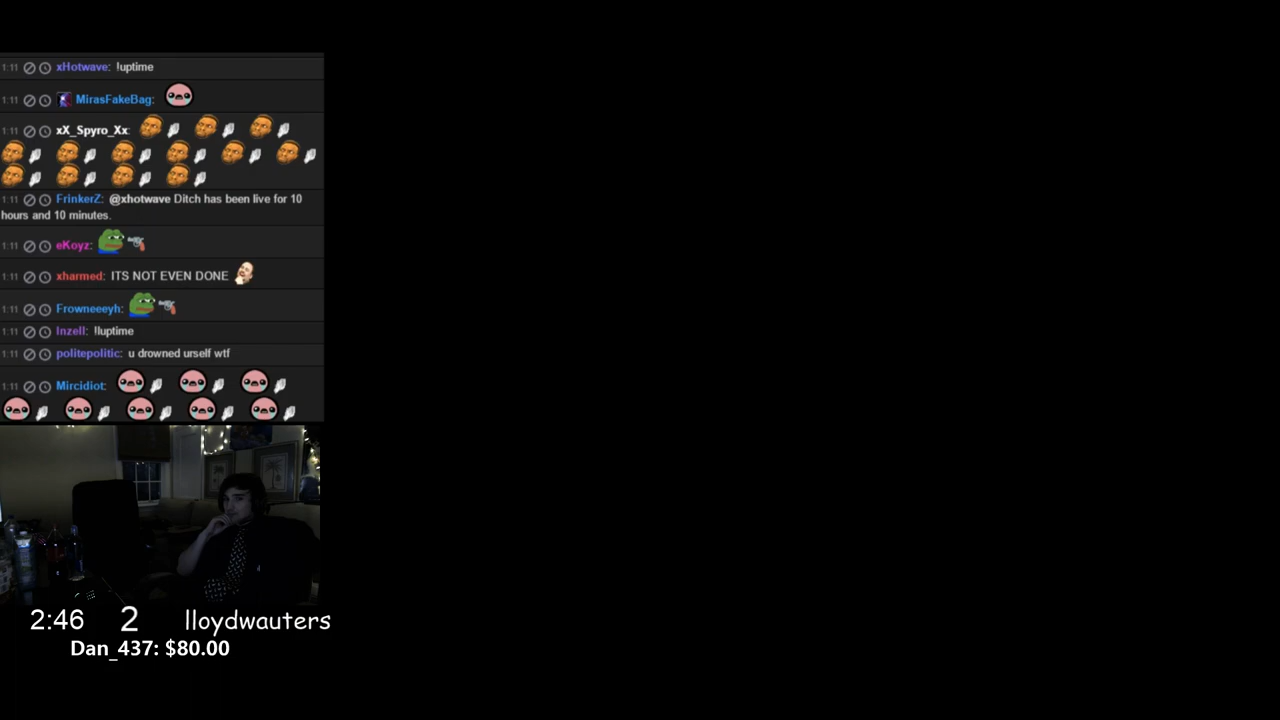 1:11 xHotwave: !uptime
1:11 MirasFakeBag:
1:11 xX_Spyro_Xx:
1:11 FrinkerZ: @xhotwave Ditch has been live for 10
hours and 10 minutes.
1:11 eKoyz:
1:11 xharmed: ITS NOT EVEN DONE
1:11 Frowneeeyh:
1:11 Inzell: !luptime
1:11 politepolitic: u drowned urself wtf
1:11 Mircidiot:
2:46 2 lloydwauters
Dan_437: $80.00